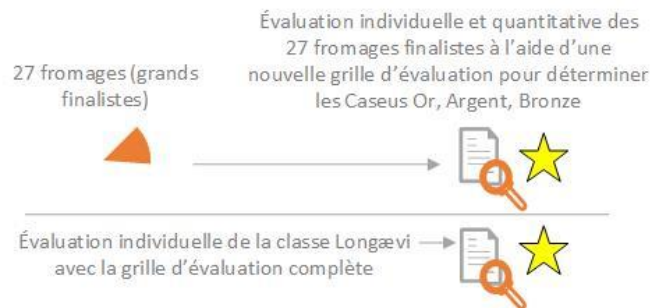 Évaluation individuelle et quantitative des
27 fromages finalistes à l'aide d'une
nouvelle grille d'évaluation pour déterminer
les Caseus Or, Argent, Bronze
27 fromages (grands
finalistes)
Évaluation individuelle de la classe Longævi
avec la grille d'évaluation complète